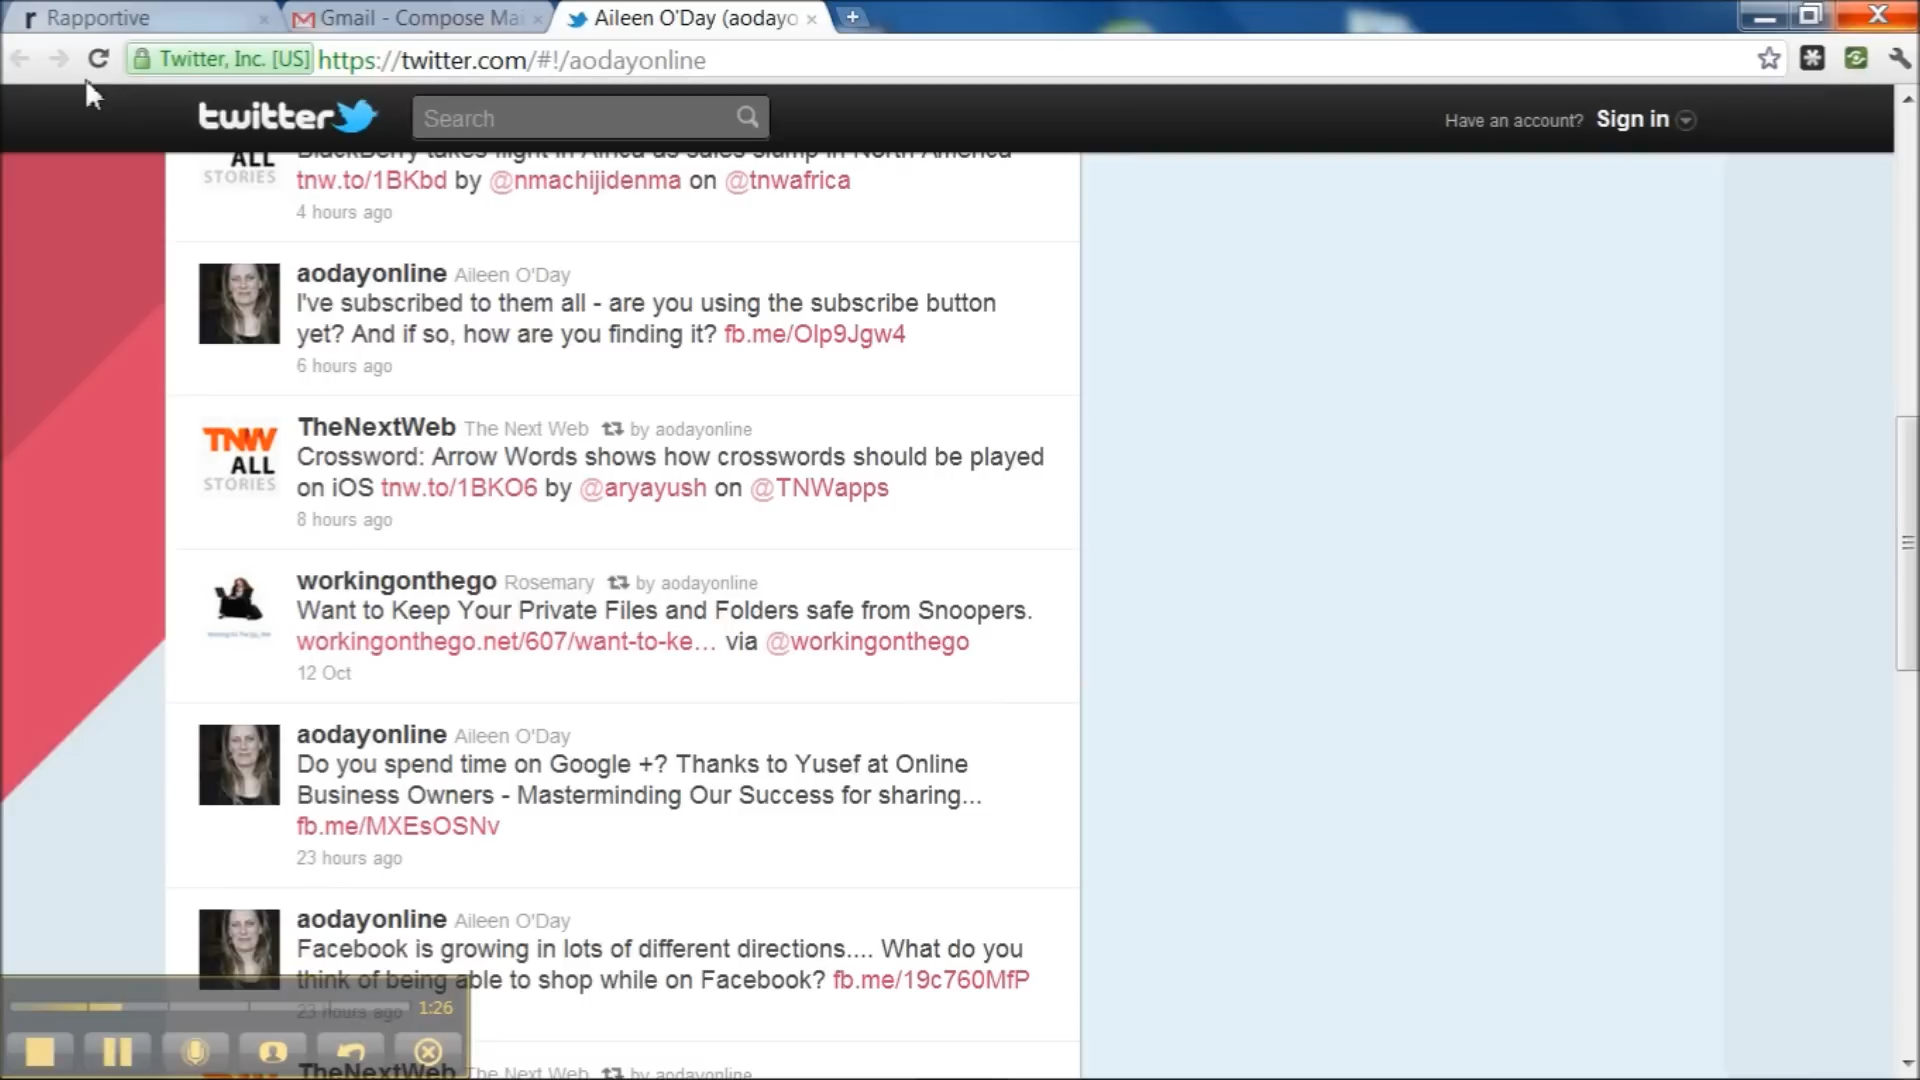 r Rapportive
Gmail - Compose Mai
Aileen O'Day (aodayo
Twitter, Inc. [US] https://twitter.com/#!/aodayonline
twitter
Search
Have an account? Sign in
ALL
STORIES
BlackBerry takes flight in Africa as sales slump in North America
tnw.to/1BKbd by @nmachijidenma on @tnwafrica
4 hours ago
aodayonline Aileen O'Day
I've subscribed to them all - are you using the subscribe button
yet? And if so, how are you finding it? fb.me/Olp9Jgw4
6 hours ago
TNW
ALL
STORIES
TheNextWeb The Next Web by aodayonline
Crossword: Arrow Words shows how crosswords should be played
on iOS tnw.to/1BKO6 by @aryayush on @TNWapps
8 hours ago
workingonthego Rosemary by aodayonline
Want to Keep Your Private Files and Folders safe from Snoopers.
workingonthego.net/607/want-to-ke... via @workingonthego
12 Oct
aodayonline Aileen O'Day
Do you spend time on Google +? Thanks to Yusef at Online
Business Owners - Masterminding Our Success for sharing...
fb.me/MXEsOSNv
23 hours ago
aodayonline Aileen O'Day
Facebook is growing in lots of different directions.... What do you
think of being able to shop while on Facebook? fb.me/19c760MfP
23 hours ago
1:26
TheNextWeb The Next Web by aodayonline